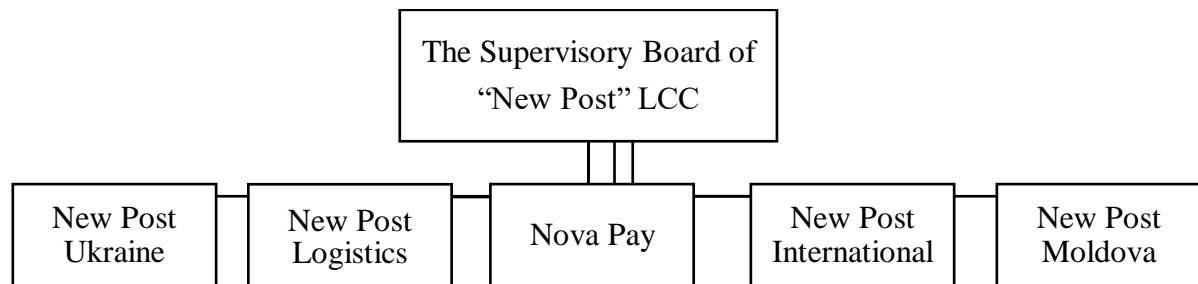 The Supervisory Board of
“New Post” LCC
New Post
Ukraine
New Post
Logistics
Nova Pay
New Post
International
New Post
Moldova